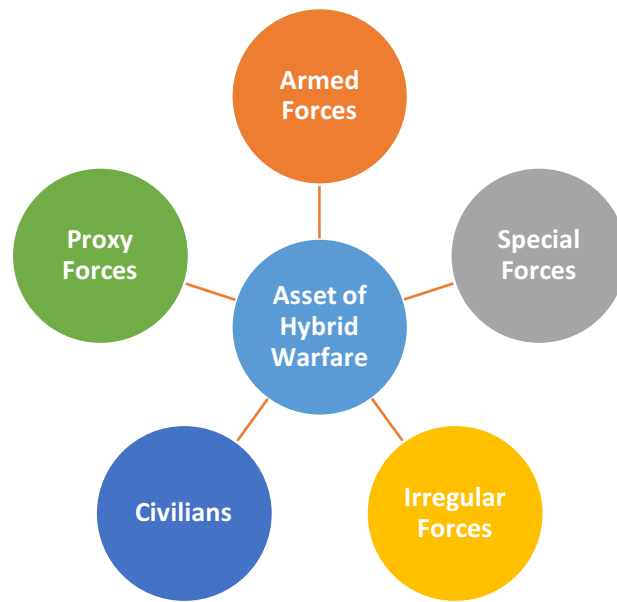 Armed
Forces
Proxy
Forces
Special
Forces
Asset of
Hybrid
Warfare
Civilians
Irregular
Forces